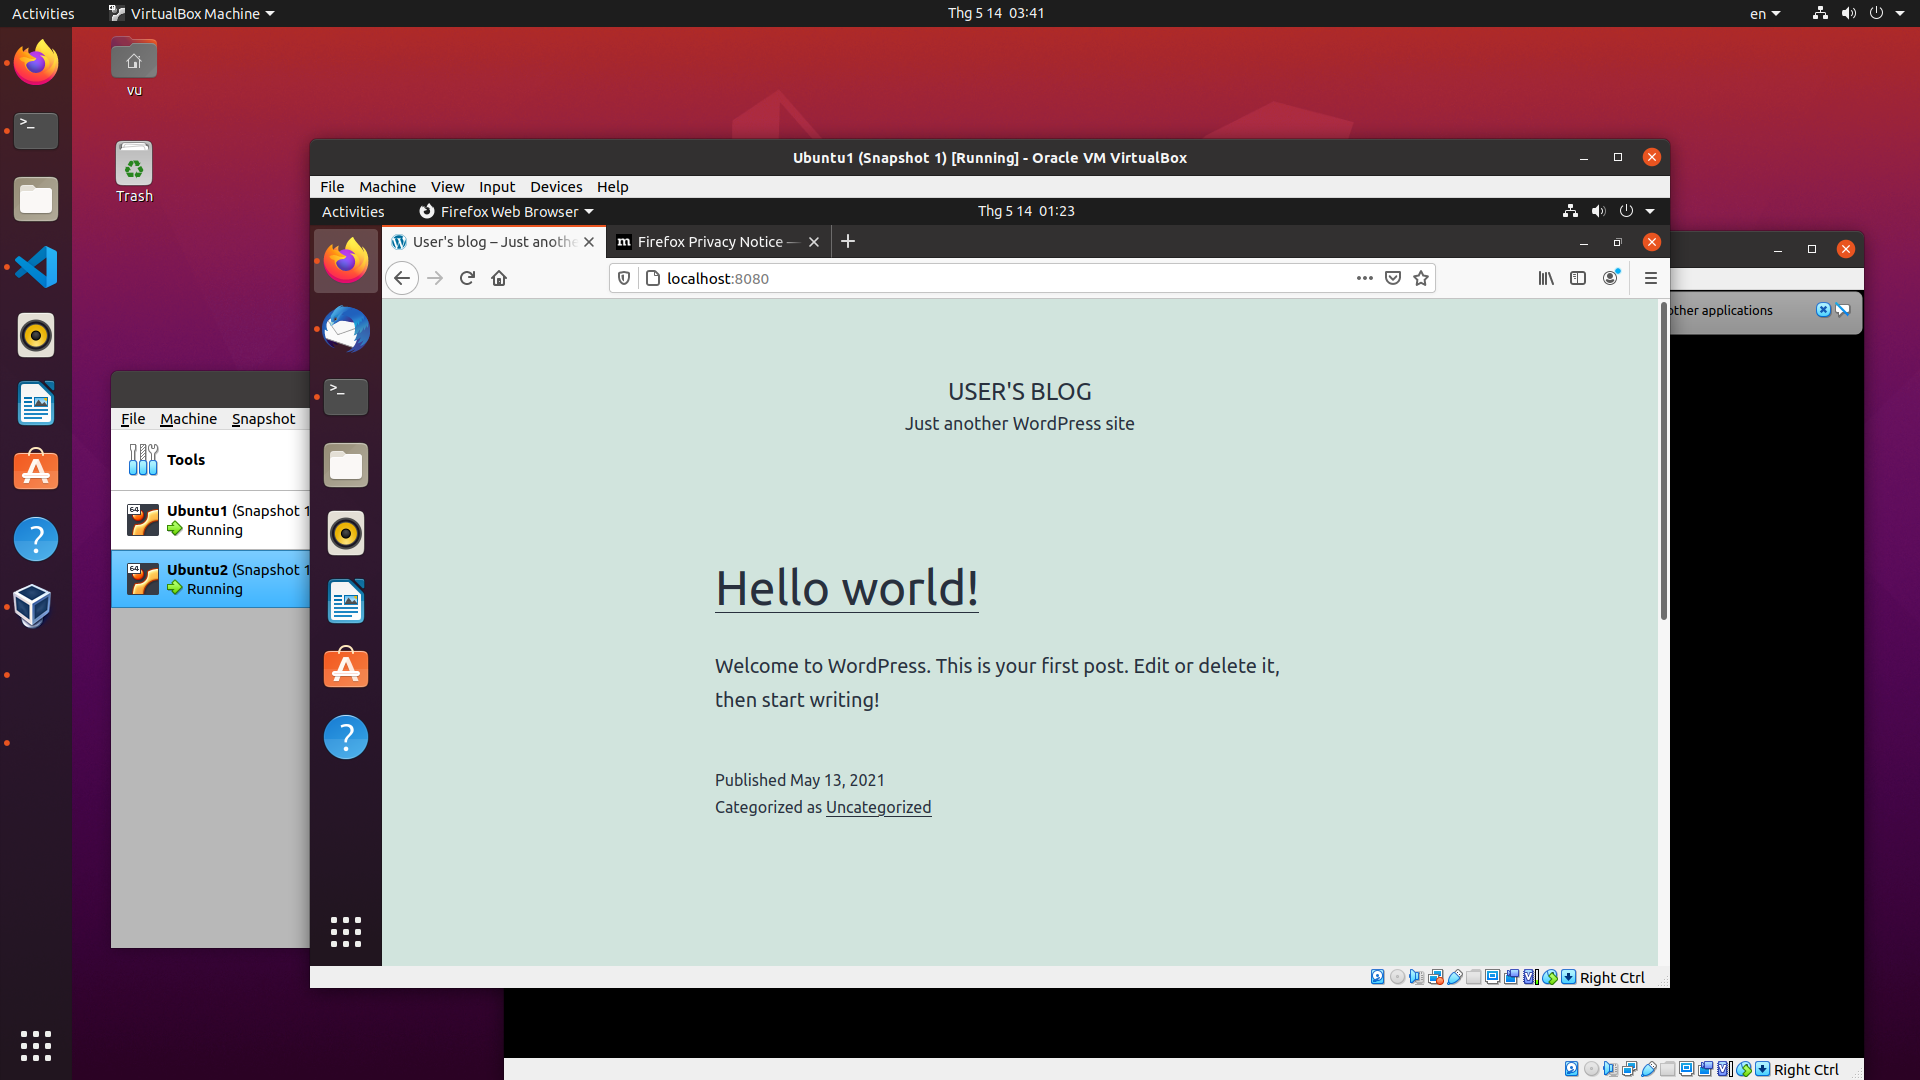 Activities
VirtualBox Machine
Thg 5 14 03:41
en
vu
Trash
Ubuntu1 (Snapshot 1) [Running] - Oracle VM VirtualBox
File Machine View Input Devices Help
Activities
Firefox Web Browser
Thg 5 14 01:23
User's blog – Just anothe
Firefox Privacy Notice —
localhost:8080
USER'S BLOG
Just another WordPress site
Hello world!
Welcome to WordPress. This is your first post. Edit or delete it,
then start writing!
Published May 13, 2021
Categorized as Uncategorized
Right Ctrl
File Machine Snapshot
Tools
64
Ubuntu1 (Snapshot 1
Running
64
Ubuntu2 (Snapshot 1
Running
other applications
Right Ctrl